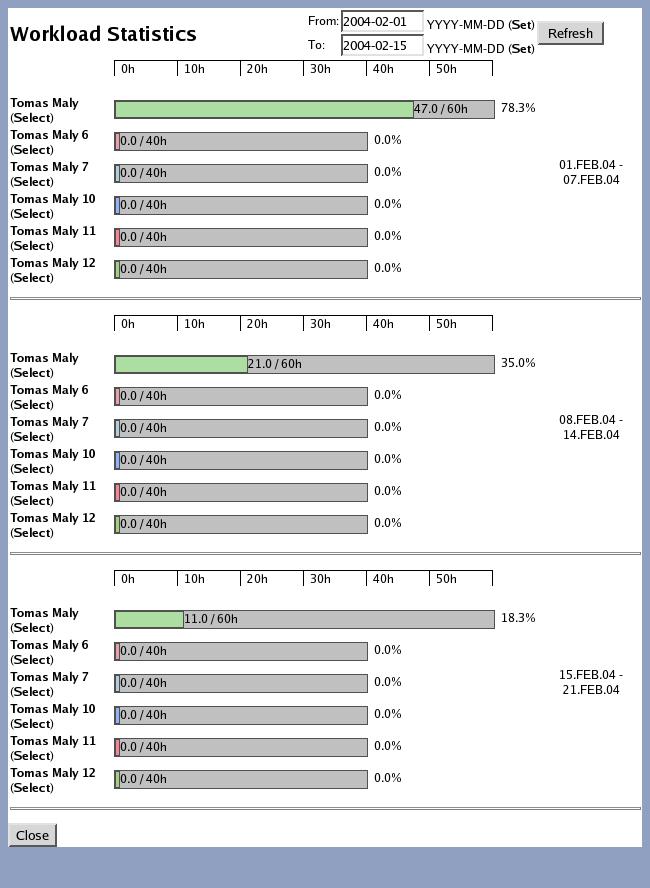 Workload Statistics
From: 2004-02-01 YYYY-MM-DD (Set)
To: 2004-02-15 YYYY-MM-DD (Set)
Refresh
0h 10h 20h 30h 40h 50h
Tomas Maly (Select) 47.0 / 60h 78.3%
Tomas Maly 6 (Select) 0.0 / 40h 0.0%
Tomas Maly 7 (Select) 0.0 / 40h 0.0%
01.FEB.04 -
07.FEB.04
Tomas Maly 10 (Select) 0.0 / 40h 0.0%
Tomas Maly 11 (Select) 0.0 / 40h 0.0%
Tomas Maly 12 (Select) 0.0 / 40h 0.0%
0h 10h 20h 30h 40h 50h
Tomas Maly (Select) 21.0 / 60h 35.0%
Tomas Maly 6 (Select) 0.0 / 40h 0.0%
Tomas Maly 7 (Select) 0.0 / 40h 0.0%
08.FEB.04 -
14.FEB.04
Tomas Maly 10 (Select) 0.0 / 40h 0.0%
Tomas Maly 11 (Select) 0.0 / 40h 0.0%
Tomas Maly 12 (Select) 0.0 / 40h 0.0%
0h 10h 20h 30h 40h 50h
Tomas Maly (Select) 11.0 / 60h 18.3%
Tomas Maly 6 (Select) 0.0 / 40h 0.0%
Tomas Maly 7 (Select) 0.0 / 40h 0.0%
15.FEB.04 -
21.FEB.04
Tomas Maly 10 (Select) 0.0 / 40h 0.0%
Tomas Maly 11 (Select) 0.0 / 40h 0.0%
Tomas Maly 12 (Select) 0.0 / 40h 0.0%
Close